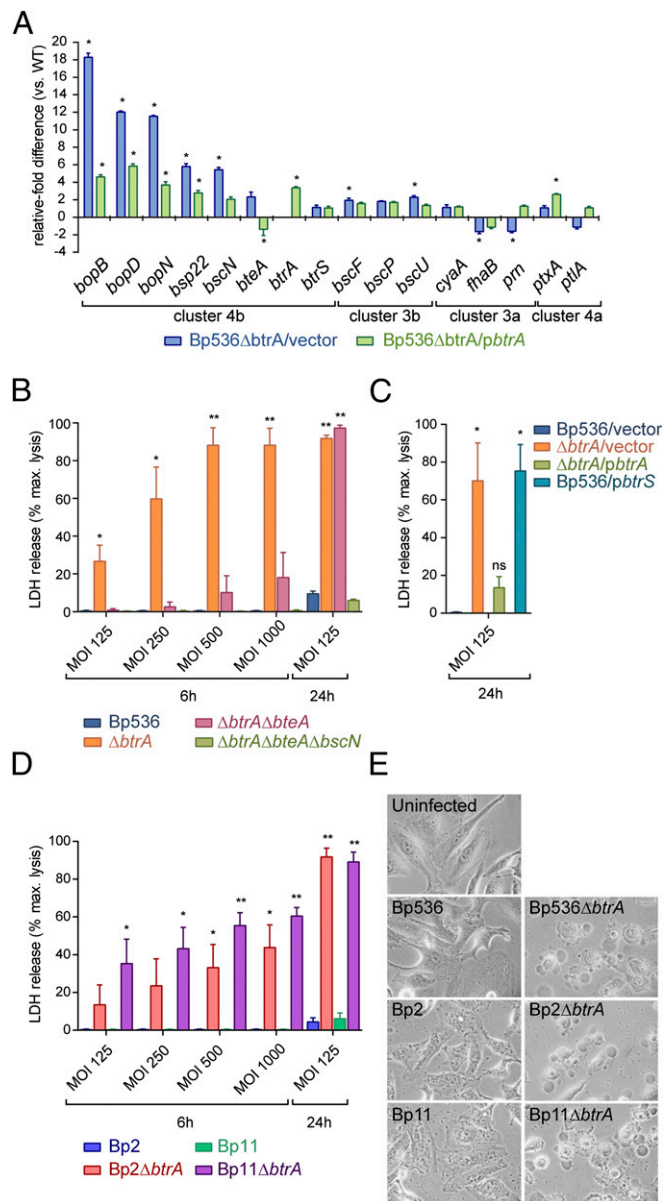 A
relative-fold difference (vs. WT)
20
18
16
14
12
10
8
6
4
2
0
-2
-4
* * * * * * * * * * * * * * *
bopB bopD bopN bsp22 bscN bteA btrA btrS bscF bscP bscU cyaA fhaB prn ptxA ptlA
cluster 4b cluster 3b cluster 3a cluster 4a
Bp536ΔbtrA/vector Bp536ΔbtrA/pbtrA
B
LDH release (% max. lysis)
100
80
60
40
20
0
* * ** ** ** **
MOI 125 MOI 250 MOI 500 MOI 1000 MOI 125
6h 24h
Bp536 ΔbtrAΔbteA
ΔbtrA ΔbtrAΔbteAΔbscN
C
LDH release (% max. lysis)
100
80
60
40
20
0
* ns *
MOI 125
24h
Bp536/vector
ΔbtrA/vector
ΔbtrA/pbtrA
Bp536/pbtrS
D
LDH release (% max. lysis)
100
80
60
40
20
0
* * * ** * ** ** **
MOI 125 MOI 250 MOI 500 MOI 1000 MOI 125
6h 24h
Bp2 Bp11
Bp2ΔbtrA Bp11ΔbtrA
E
Uninfected
Bp536 Bp536ΔbtrA
Bp2 Bp2ΔbtrA
Bp11 Bp11ΔbtrA